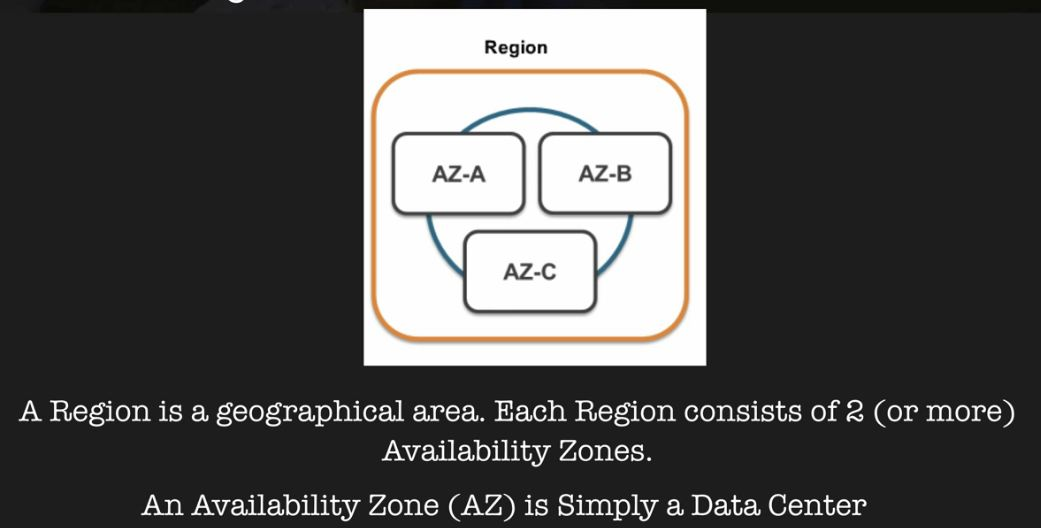 Region
AZ-A
AZ-B
AZ-C
A Region is a geographical area. Each Region consists of 2 (or more)
Availability Zones.
An Availability Zone (AZ) is Simply a Data Center